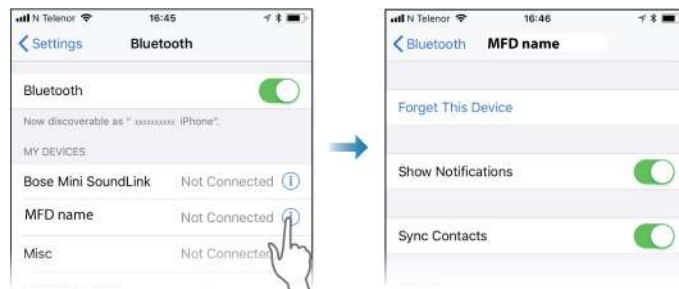 N Telenor 16:45
Settings Bluetooth
Bluetooth
Now discoverable as " xxxxxxxxx iPhone".
MY DEVICES
Bose Mini SoundLink Not Connected
MFD name Not Connected
Misc Not Connected
N Telenor 16:46
Bluetooth MFD name
Forget This Device
Show Notifications
Sync Contacts